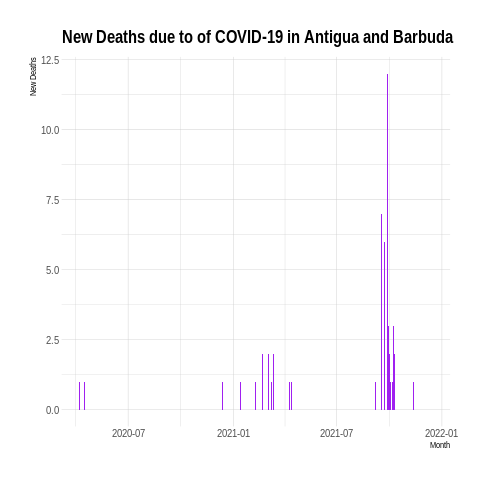 New Deaths due to of COVID-19 in Antigua and Barbuda
New Deaths
12.5
10.0
7.5
5.0
2.5
0.0
2020-07 2021-01 2021-07 2022-01
Month